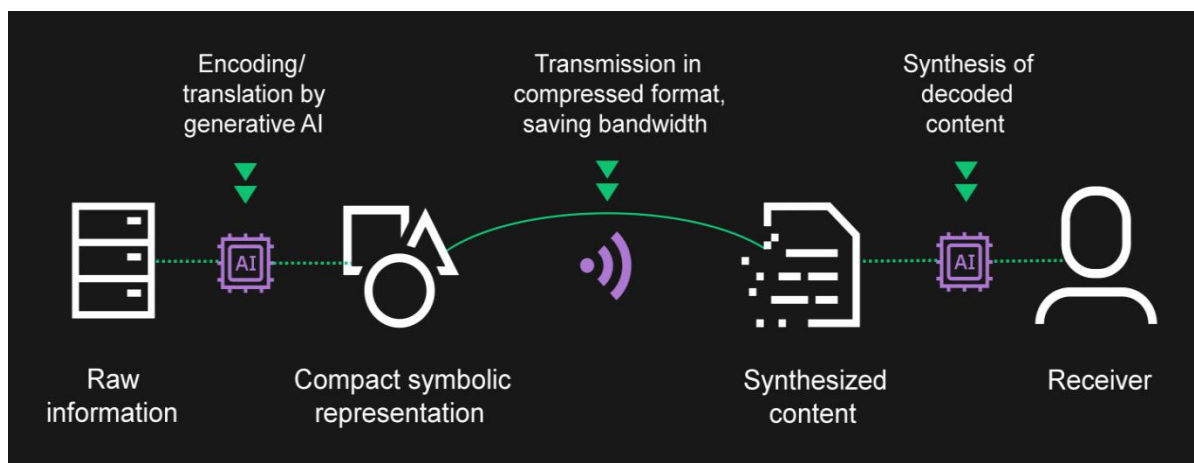 Encoding/
translation by
generative AI
Transmission in
compressed format,
saving bandwidth
Synthesis of
decoded
content
AI
AI
Raw
information
Compact symbolic
representation
Synthesized
content
Receiver